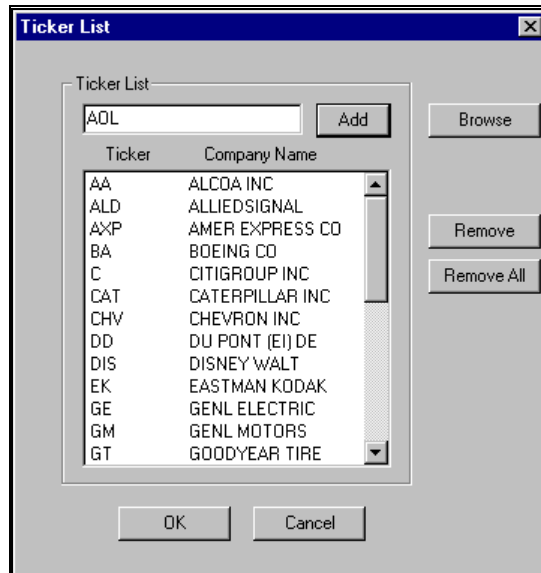 Ticker List
Ticker List
AOL Add Browse
Ticker Company Name
AA ALCOA INC
ALD ALLIEDSIGNAL
AXP AMER EXPRESS CO Remove
BA BOEING CO
C CITIGROUP INC Remove All
CAT CATERPILLAR INC
CHV CHEVRON INC
DD DU PONT (EI) DE
DIS DISNEY WALT
EK EASTMAN KODAK
GE GENL ELECTRIC
GM GENL MOTORS
GT GOODYEAR TIRE
OK Cancel